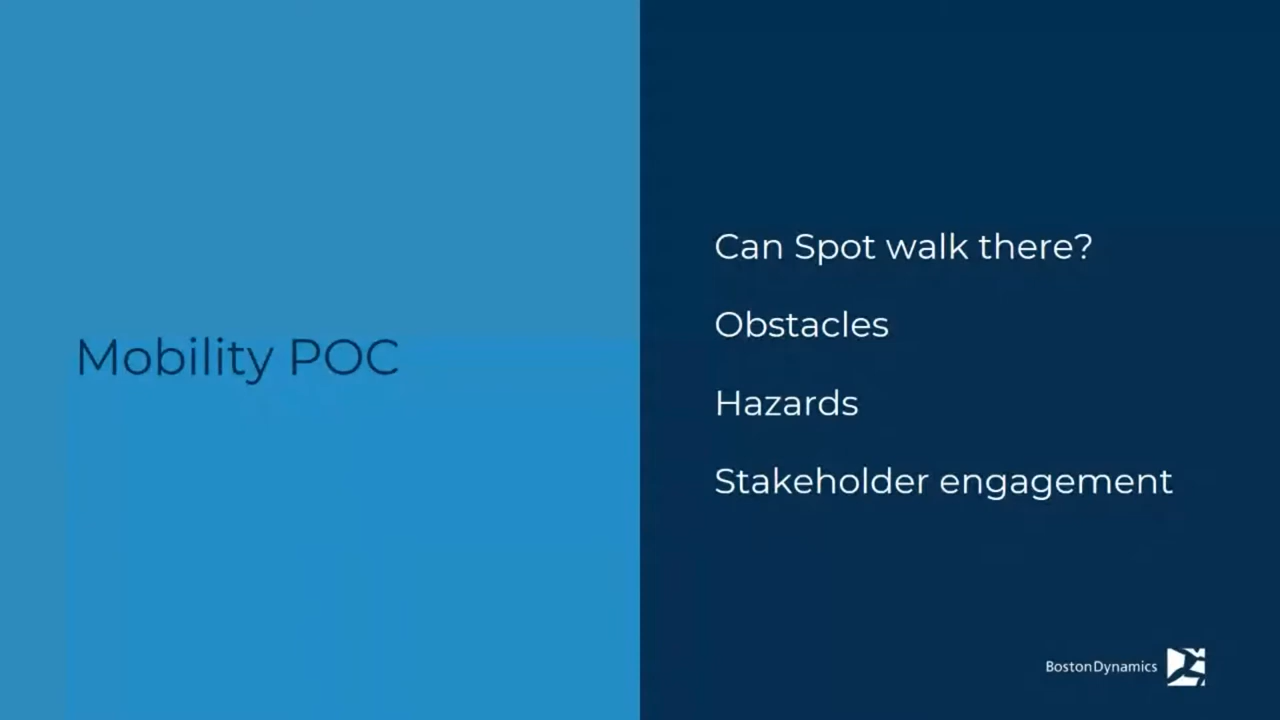 Mobility POC
Can Spot walk there?
Obstacles
Hazards
Stakeholder engagement
BostonDynamics